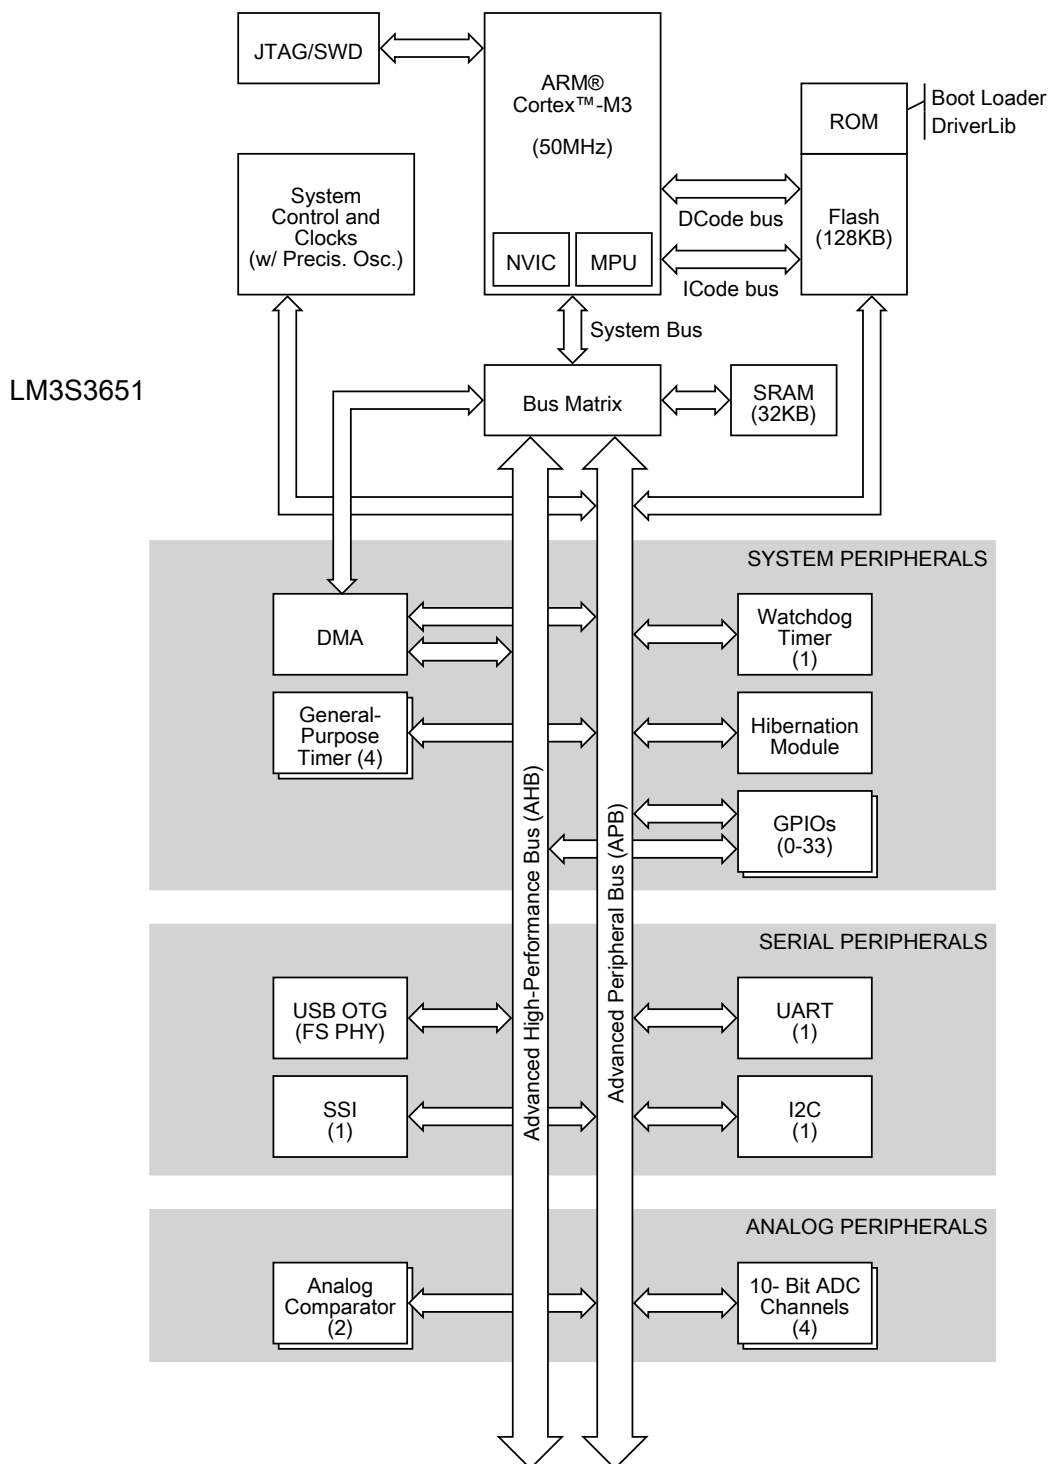 JTAG/SWD
ARM®
Cortex™-M3
(50MHz)
ROM
Boot Loader
DriverLib
System
Control and
Clocks
(w/ Precis. Osc.)
DCode bus
Flash
(128KB)
NVIC
MPU
ICode bus
System Bus
LM3S3651
Bus Matrix
SRAM
(32KB)
SYSTEM PERIPHERALS
DMA
Watchdog
Timer
(1)
General-
Purpose
Timer (4)
Hibernation
Module
GPIOs
(0-33)
Advanced High-Performance Bus (AHB)
Advanced Peripheral Bus (APB)
SERIAL PERIPHERALS
USB OTG
(FS PHY)
UART
(1)
SSI
(1)
I2C
(1)
ANALOG PERIPHERALS
Analog
Comparator
(2)
10- Bit ADC
Channels
(4)